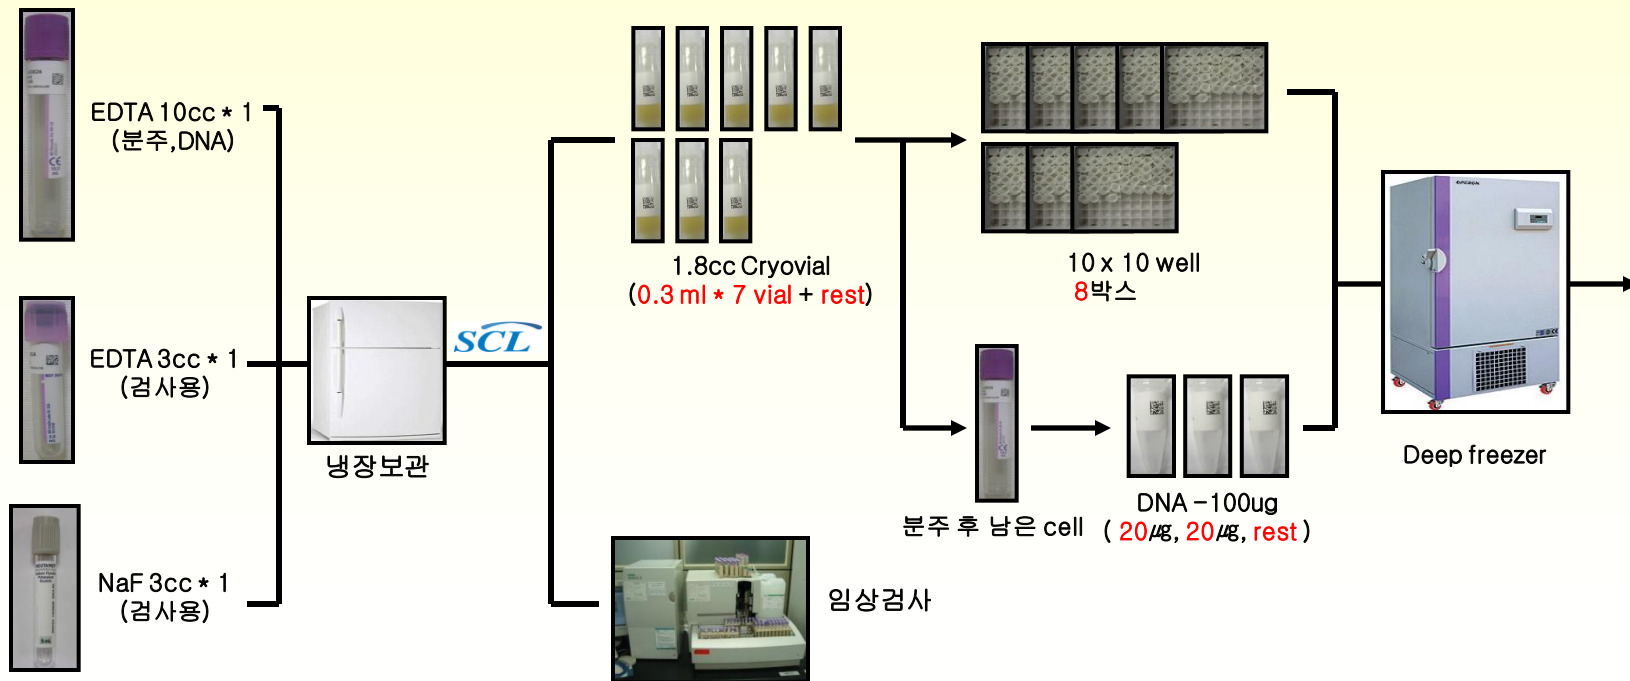 EDTA 10cc * 1
(분주,DNA)
EDTA 3cc * 1
(검사용)
NaF 3cc * 1
(검사용)
냉장보관
SCL
1.8cc Cryovial
(0.3 ml * 7 vial + rest)
10 x 10 well
8박스
분주 후 남은 cell
DNA -100ug
( 20㎍, 20㎍, rest )
임상검사
OPERON
Deep freezer